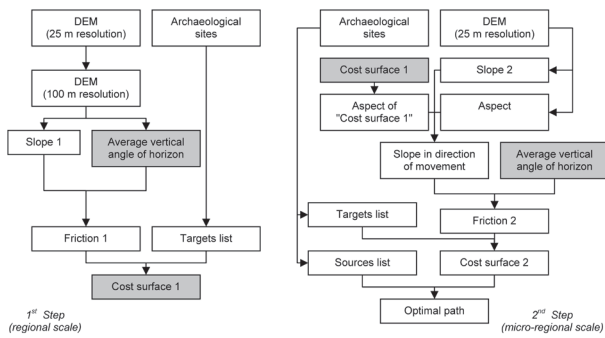 DEM
(25 m resolution)
Archaeological
sites
DEM
(100 m resolution)
Slope 1
Average vertical
angle of horizon
Friction 1
Targets list
Cost surface 1
1st Step
(regional scale)
Archaeological
sites
DEM
(25 m resolution)
Cost surface 1
Slope 2
Aspect of
"Cost surface 1"
Aspect
Slope in direction
of movement
Average vertical
angle of horizon
Targets list
Friction 2
Sources list
Cost surface 2
Optimal path
2nd Step
(micro-regional scale)